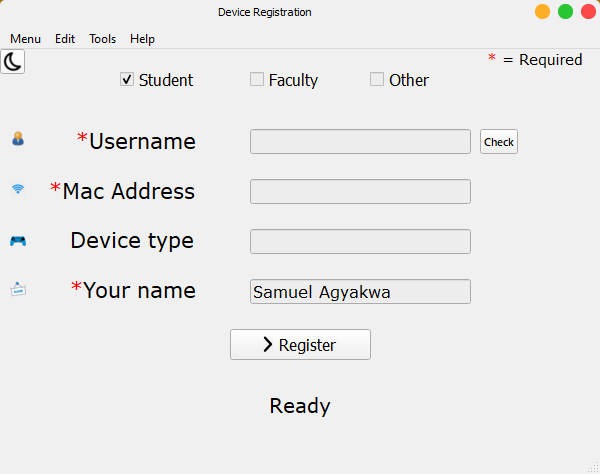 Device Registration
Menu Edit Tools Help
* = Required
Student Faculty Other
*Username Check
*Mac Address
Device type
*Your name Samuel Agyakwa
Register
Ready